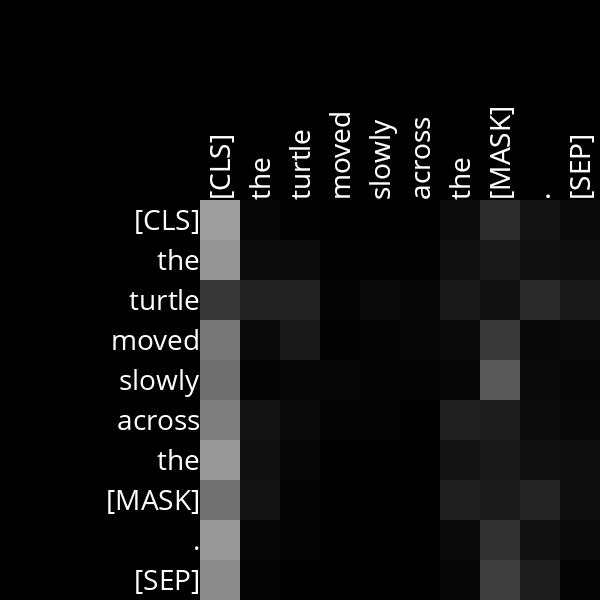 [CLS] the turtle moved slowly across the [MASK] . [SEP]
[CLS]
the
turtle
moved
slowly
across
the
[MASK]
.
[SEP]